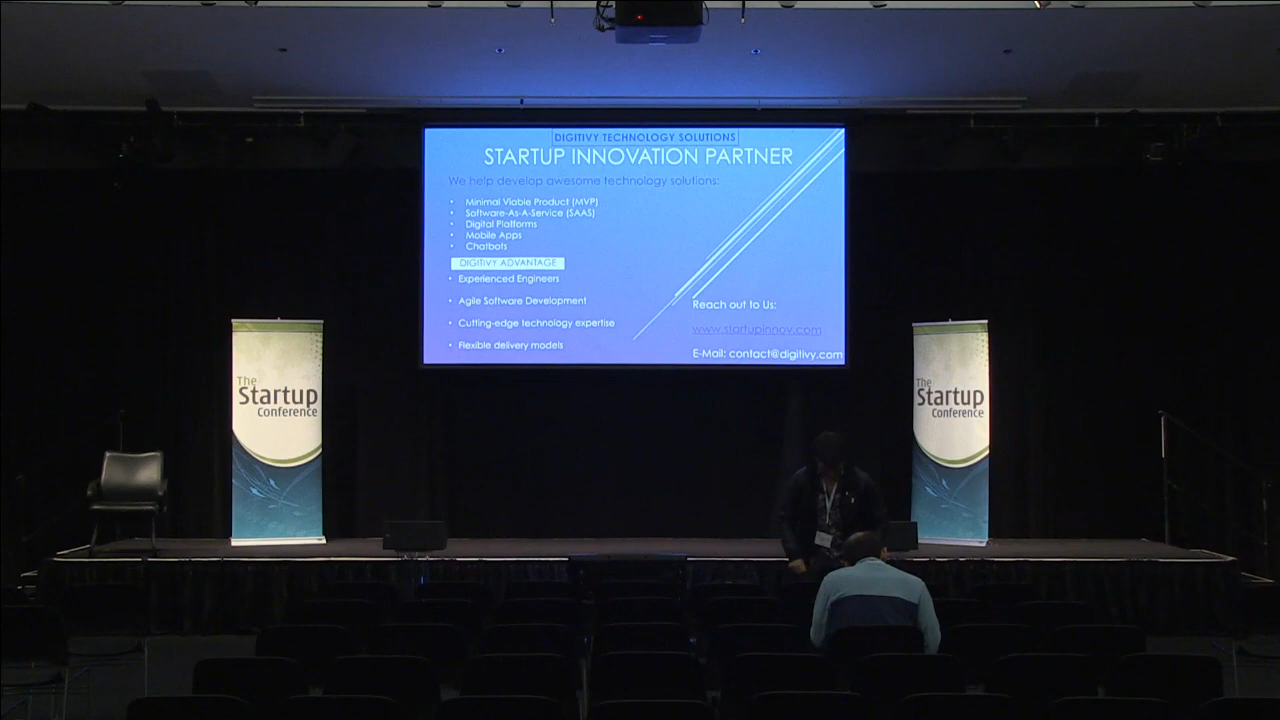 DIGITIVY TECHNOLOGY SOLUTIONS
STARTUP INNOVATION PARTNER
We help develop awesome technology solutions:
• Minimal Viable Product (MVP)
• Software-As-A-Service (SAAS)
• Digital Platforms
• Mobile Apps
• Chatbots
DIGITIVY ADVANTAGE
• Experienced Engineers
• Agile Software Development
• Cutting-edge technology expertise
• Flexible delivery models
Reach out to Us:
www.startupinnov.com
E-Mail: contact@digitivy.com
The
Startup
Conference
The
Startup
Conference